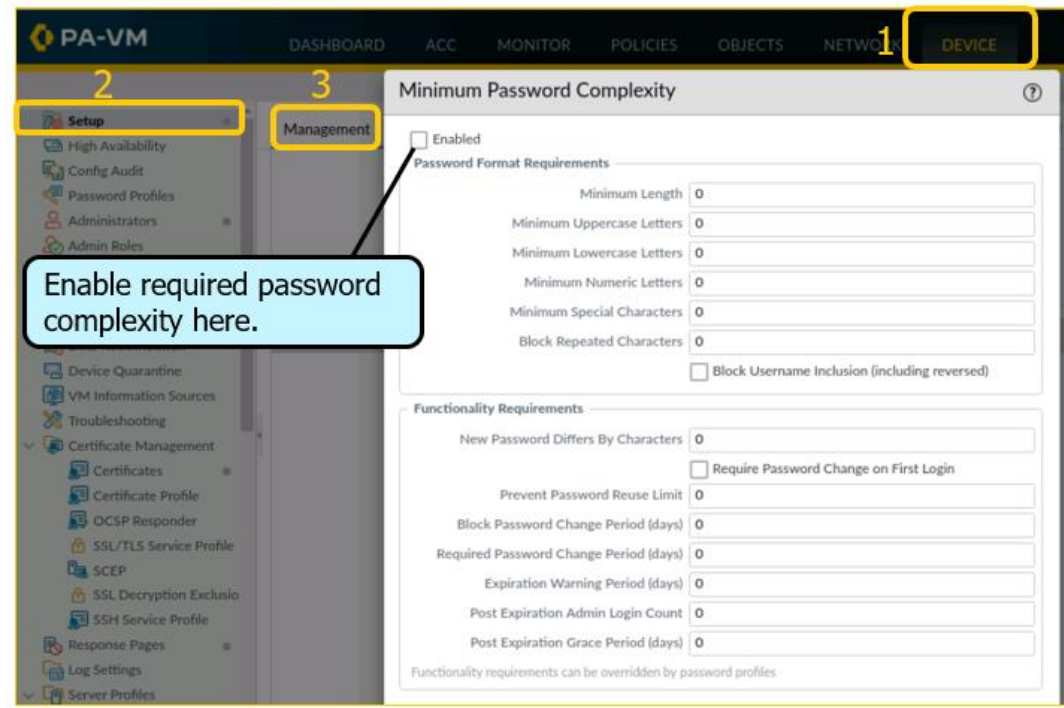 PA-VM
DASHBOARD ACC MONITOR POLICIES OBJECTS NETWORK DEVICE
1
2
3
Setup
High Availability
Config Audit
Password Profiles
Administrators
Admin Roles
Device Quarantine
VM Information Sources
Troubleshooting
Certificate Management
Certificates
Certificate Profile
OCSP Responder
SSL/TLS Service Profile
SCEP
SSL Decryption Exclusio
SSH Service Profile
Response Pages
Log Settings
Server Profiles
Management
Enable required password
complexity here.
Minimum Password Complexity
Enabled
Password Format Requirements
Minimum Length 0
Minimum Uppercase Letters 0
Minimum Lowercase Letters 0
Minimum Numeric Letters 0
Minimum Special Characters 0
Block Repeated Characters 0
Block Username Inclusion (including reversed)
Functionality Requirements
New Password Differs By Characters 0
Require Password Change on First Login
Prevent Password Reuse Limit 0
Block Password Change Period (days) 0
Required Password Change Period (days) 0
Expiration Warning Period (days) 0
Post Expiration Admin Login Count 0
Post Expiration Grace Period (days) 0
Functionality requirements can be overridden by password profiles